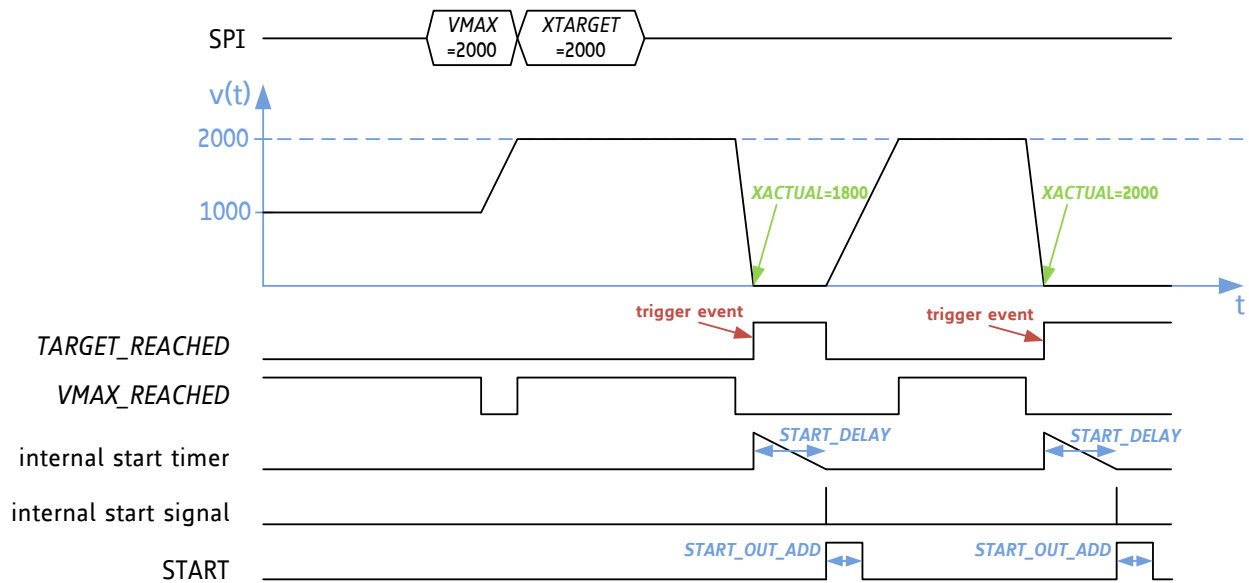 VMAX
=2000
XTARGET
=2000
SPI
v(t)
2000
1000
XACTUAL=1800
XACTUAL=2000
t
trigger event
trigger event
TARGET_REACHED
VMAX_REACHED
START_DELAY
START_DELAY
internal start timer
internal start signal
START_OUT_ADD
START_OUT_ADD
START